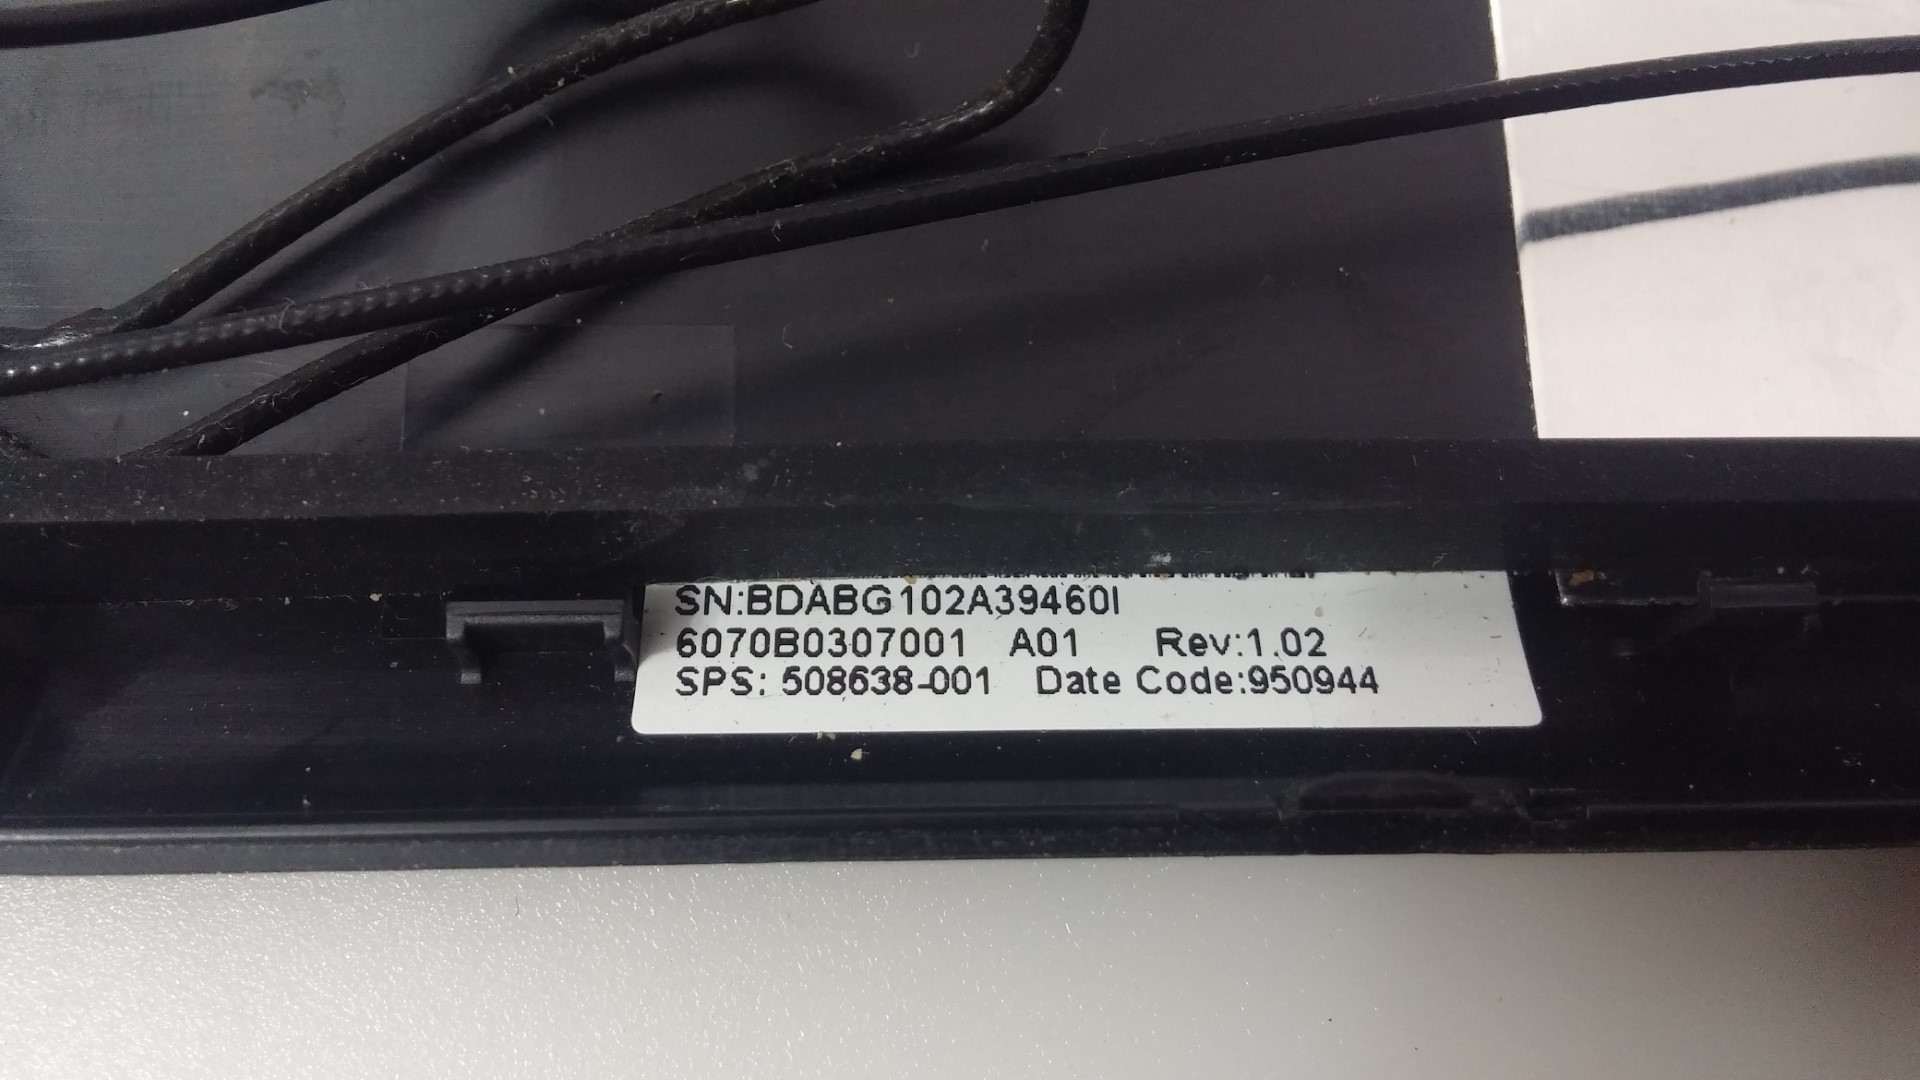 SN:BDABG102A39460I
6070B0307001 A01 Rev:1.02
SPS: 508638-001 Date Code:950944